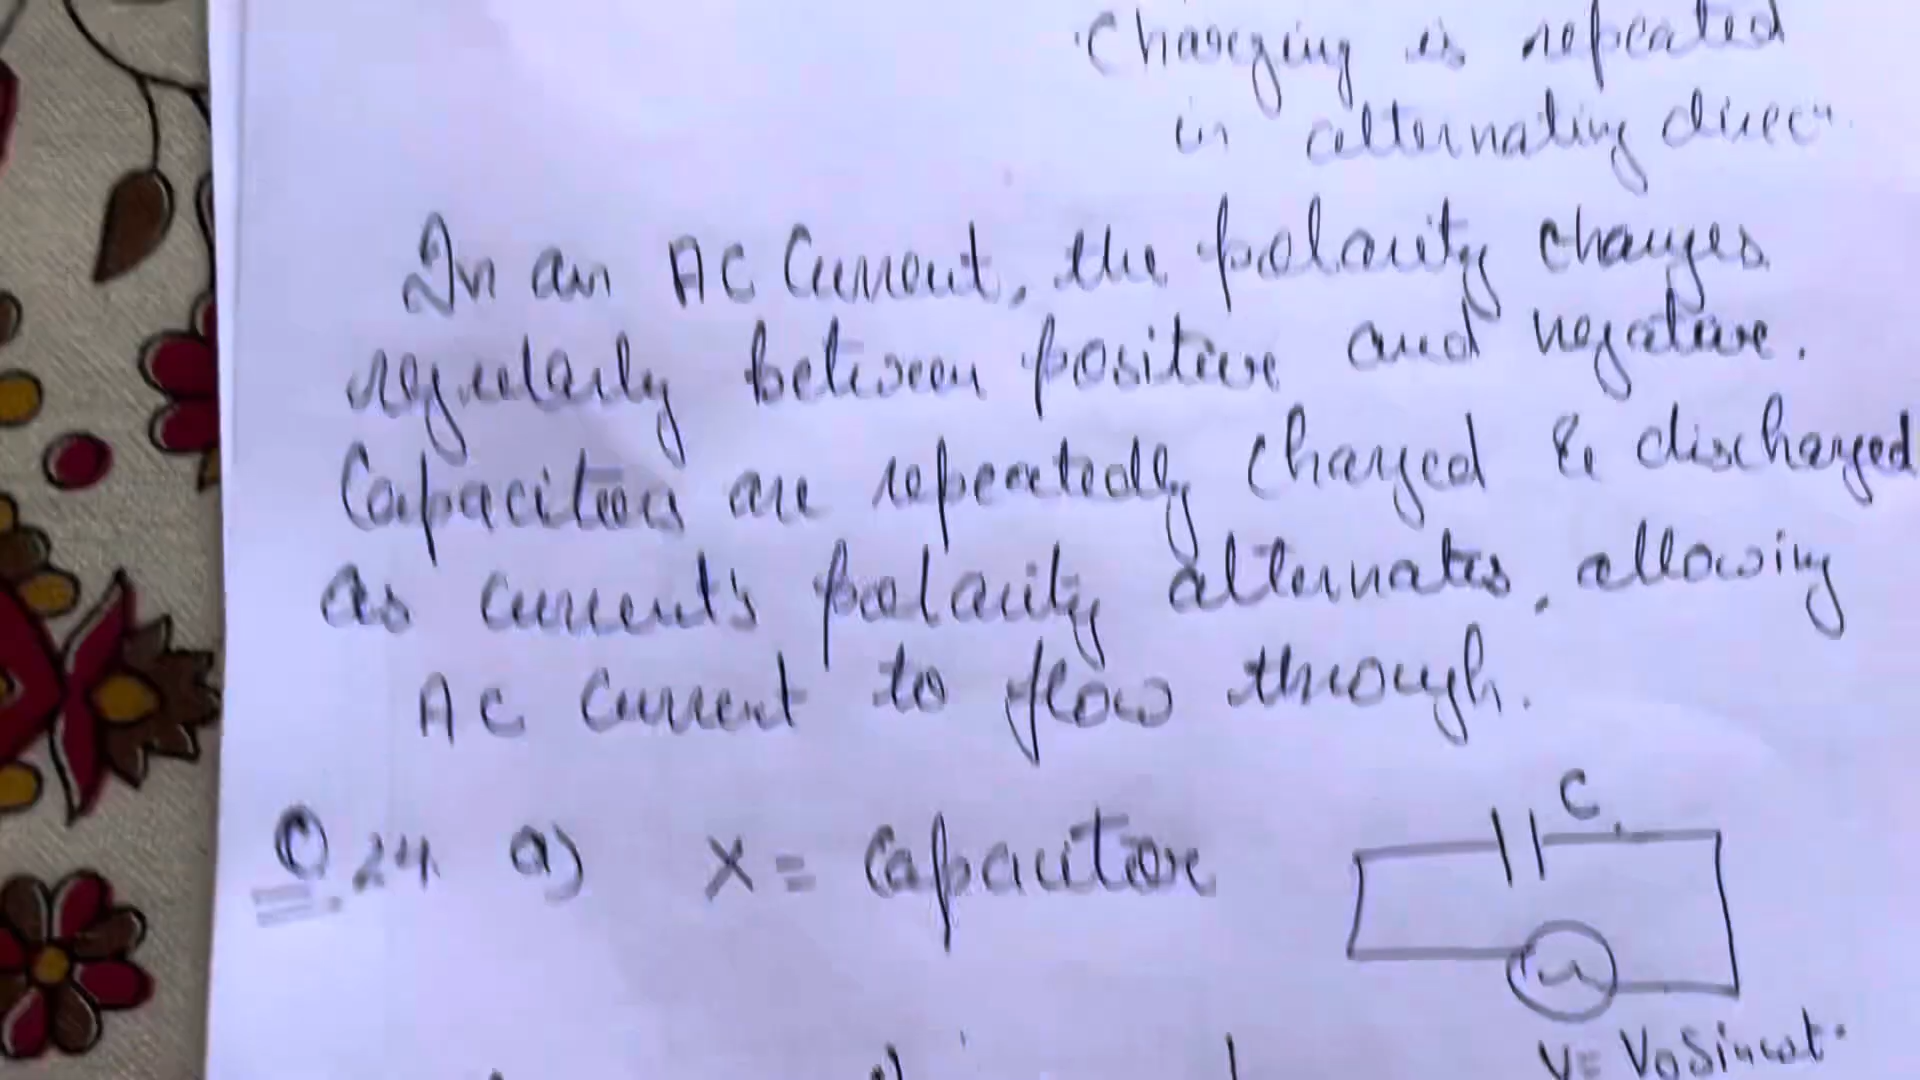 Charging is repeated
in alternating direcn
In an AC Current, the polarity changes
regularly between positive and negative.
Capacitors are repeatedly charged & discharged
as current's polarity alternates, allowing
AC Current to flow through.
Q.24 a) X = Capacitor
C
V = V0 Sinωt.